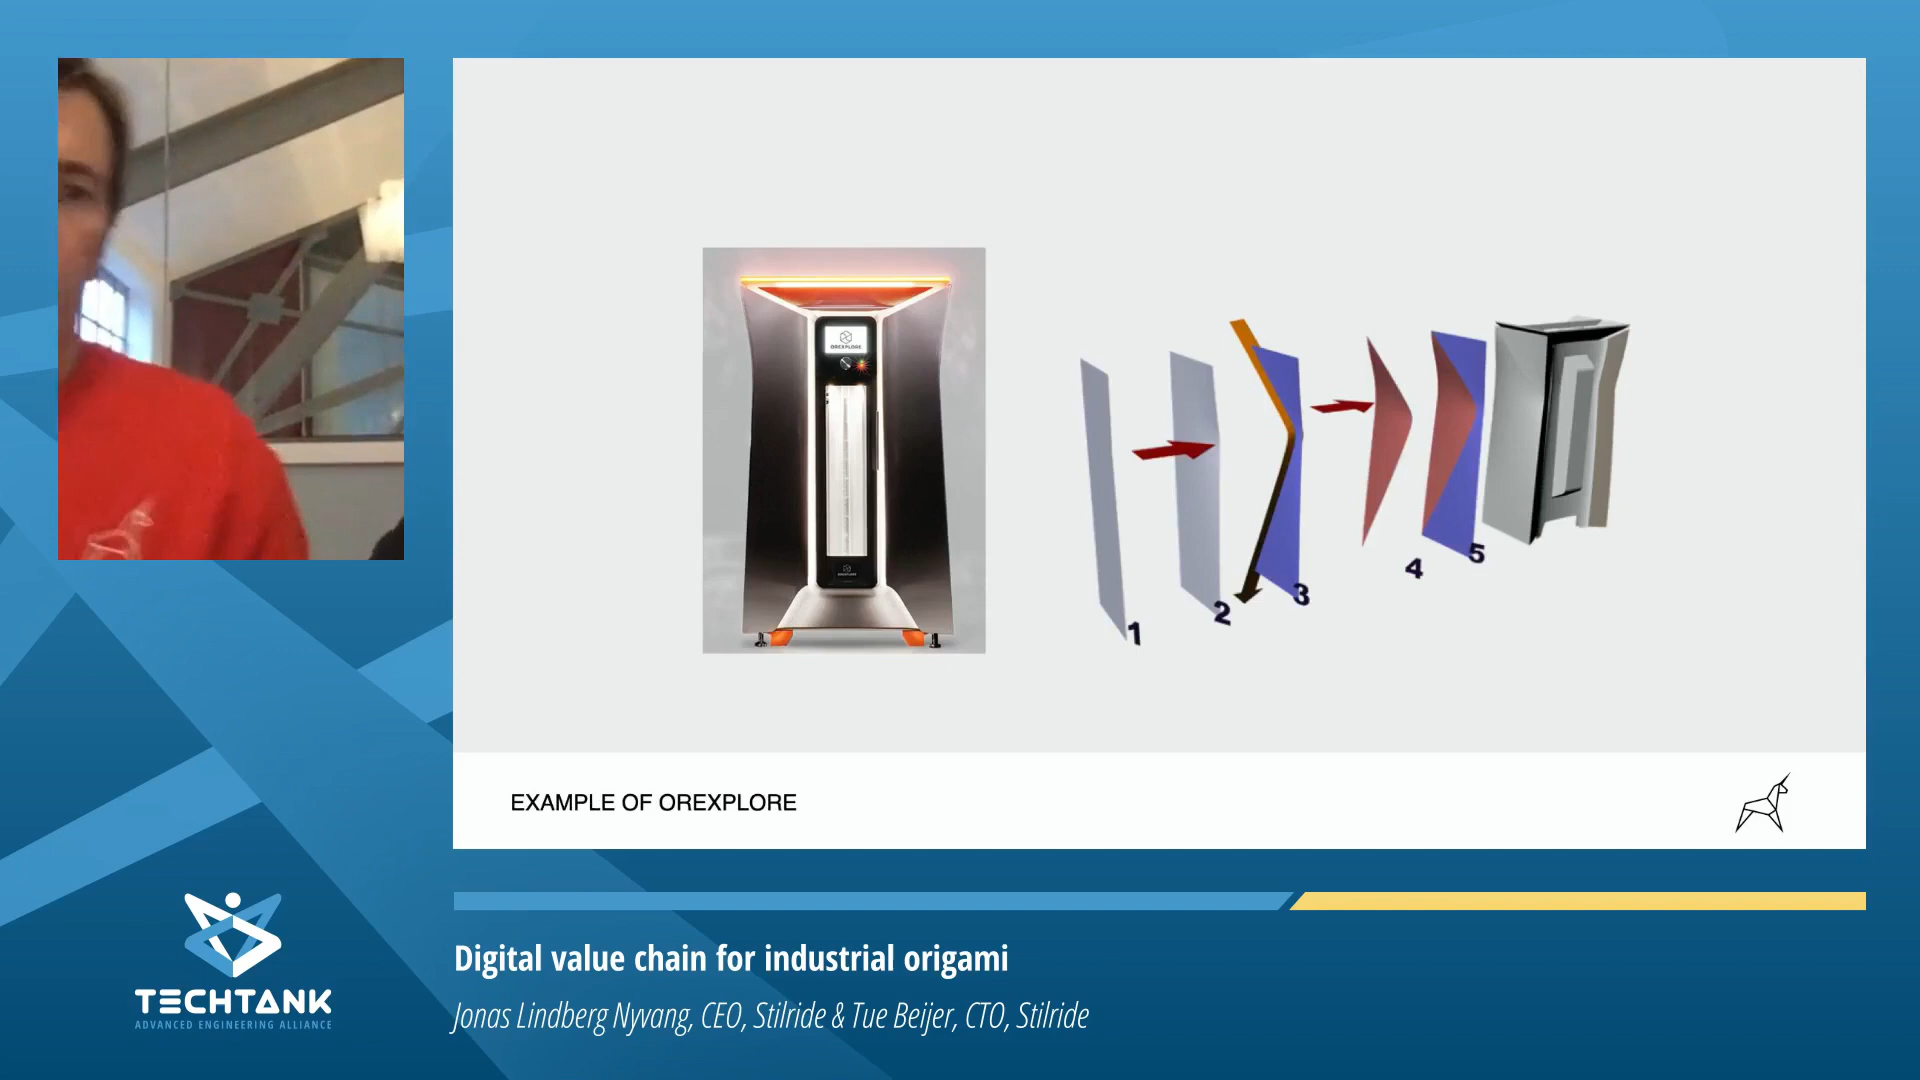 OREXPLORE
1
2
3
4
5
EXAMPLE OF OREXPLORE
TECHTANK
ADVANCED ENGINEERING ALLIANCE
Digital value chain for industrial origami
Jonas Lindberg Nyvang, CEO, Stilride & Tue Beijer, CTO, Stilride